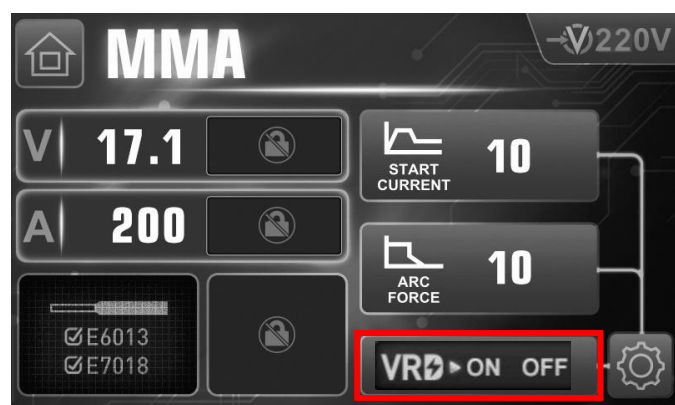 MMA
220V
V 17.1
A 200
START CURRENT 10
ARC FORCE 10
E6013
E7018
VRD ON OFF